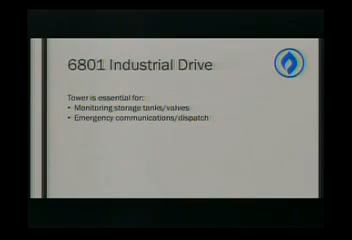 6801 Industrial Drive
Tower is essential for:
• Monitoring storage tanks/valves
• Emergency communications/dispatch